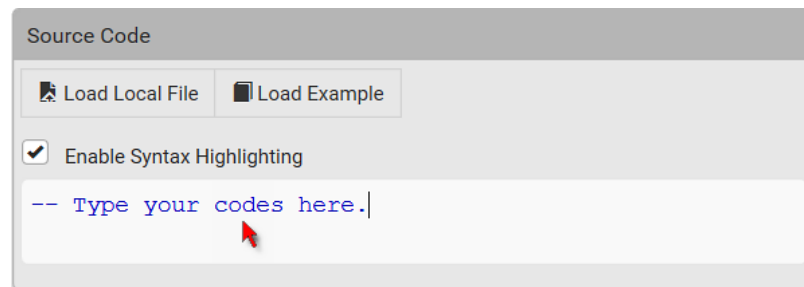 Source Code
Load Local File Load Example
Enable Syntax Highlighting
-- Type your codes here.